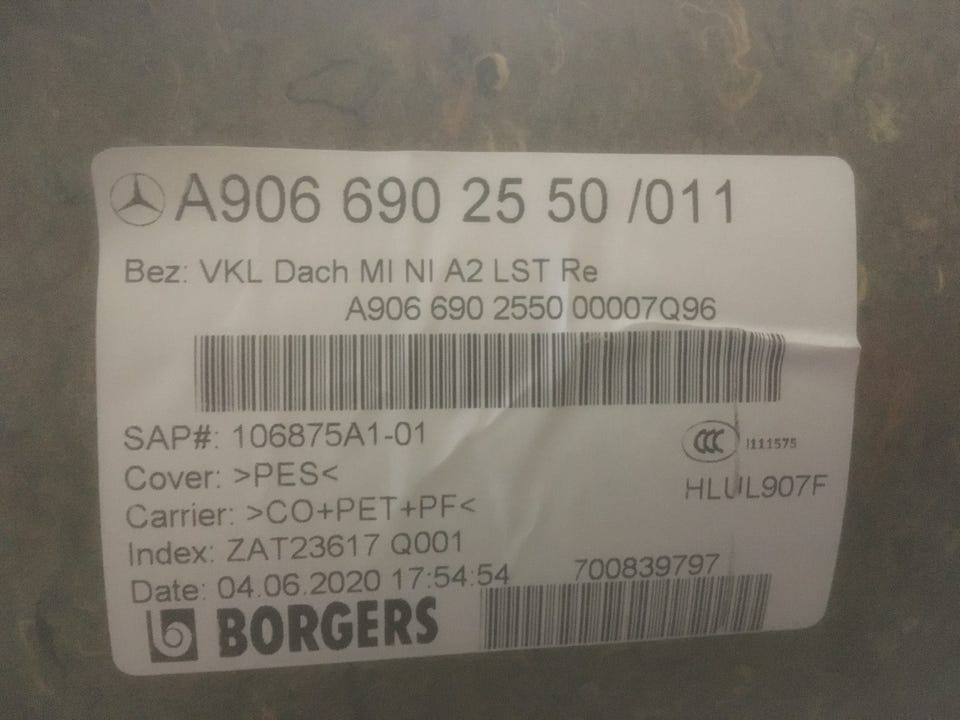 A906 690 25 50 /011
Bez: VKL Dach MI NI A2 LST Re
A906 690 2550 00007Q96
SAP#: 106875A1-01
CCC I111575
Cover: >PES<
HLUL907F
Carrier: >CO+PET+PF<
Index: ZAT23617 Q001
Date: 04.06.2020 17:54:54
700839797
BORGERS